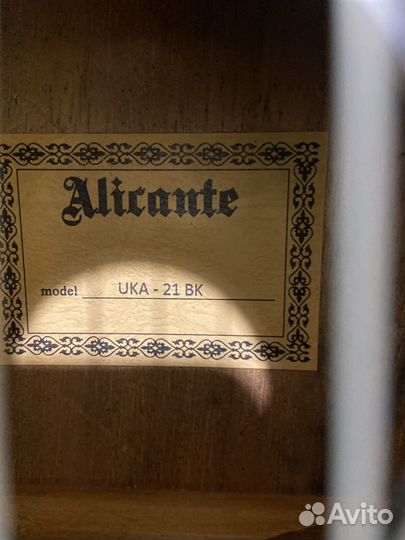 Alicante
model UKA - 21 BK
Avito